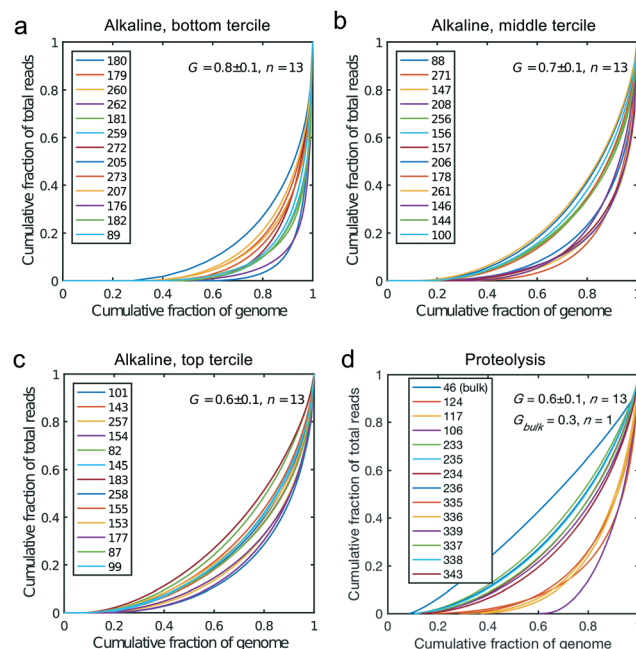 a
Alkaline, bottom tercile
1
0.8
0.6
0.4
0.2
0
Cumulative fraction of total reads
180
179
260
262
181
259
272
205
273
207
176
182
89
G = 0.8±0.1, n = 13
0 0.2 0.4 0.6 0.8 1
Cumulative fraction of genome
b
Alkaline, middle tercile
1
0.8
0.6
0.4
0.2
0
Cumulative fraction of total reads
88
271
147
208
256
156
157
206
178
261
146
144
100
G = 0.7±0.1, n = 13
0 0.2 0.4 0.6 0.8 1
Cumulative fraction of genome
c
Alkaline, top tercile
1
0.8
0.6
0.4
0.2
0
Cumulative fraction of total reads
101
143
257
154
82
145
183
258
155
153
177
87
99
G = 0.6±0.1, n = 13
0 0.2 0.4 0.6 0.8 1
Cumulative fraction of genome
d
Proteolysis
1
0.8
0.6
0.4
0.2
0
Cumulative fraction of total reads
46 (bulk)
124
117
106
233
235
234
236
335
336
339
337
338
343
G = 0.6±0.1, n = 13
G_bulk = 0.3, n = 1
0 0.2 0.4 0.6 0.8 1
Cumulative fraction of genome